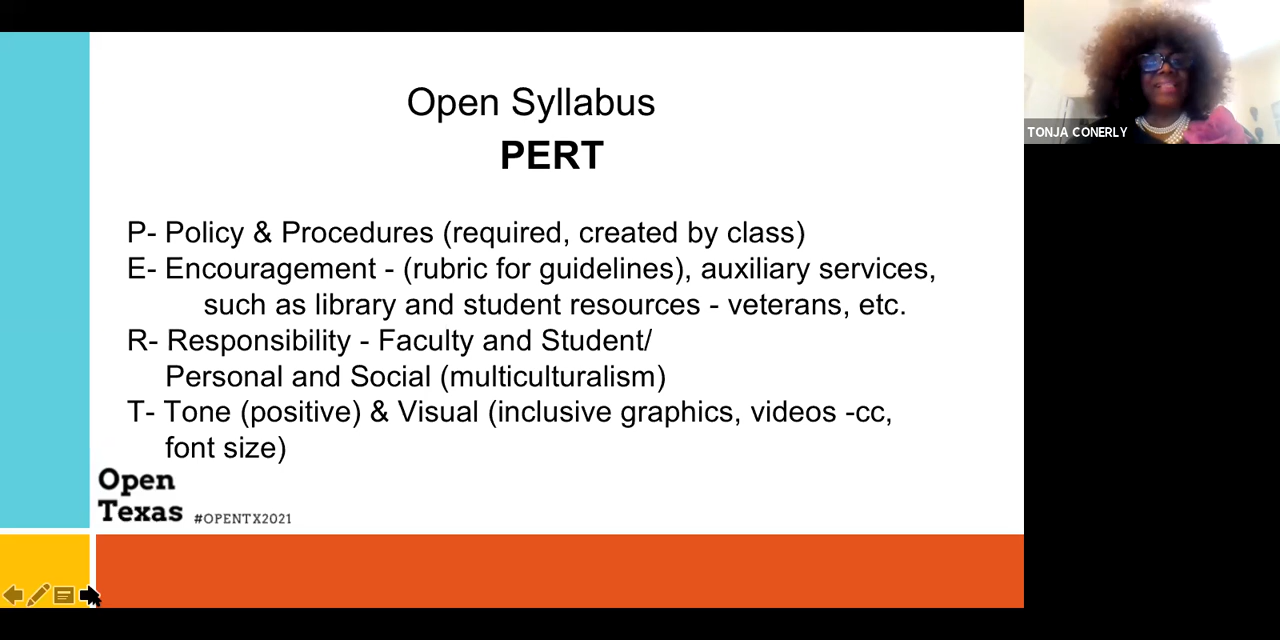 Open Syllabus
PERT
P- Policy & Procedures (required, created by class)
E- Encouragement - (rubric for guidelines), auxiliary services,
such as library and student resources - veterans, etc.
R- Responsibility - Faculty and Student/
Personal and Social (multiculturalism)
T- Tone (positive) & Visual (inclusive graphics, videos -cc,
font size)
Open
Texas #OPENTX2021
TONJA CONERLY